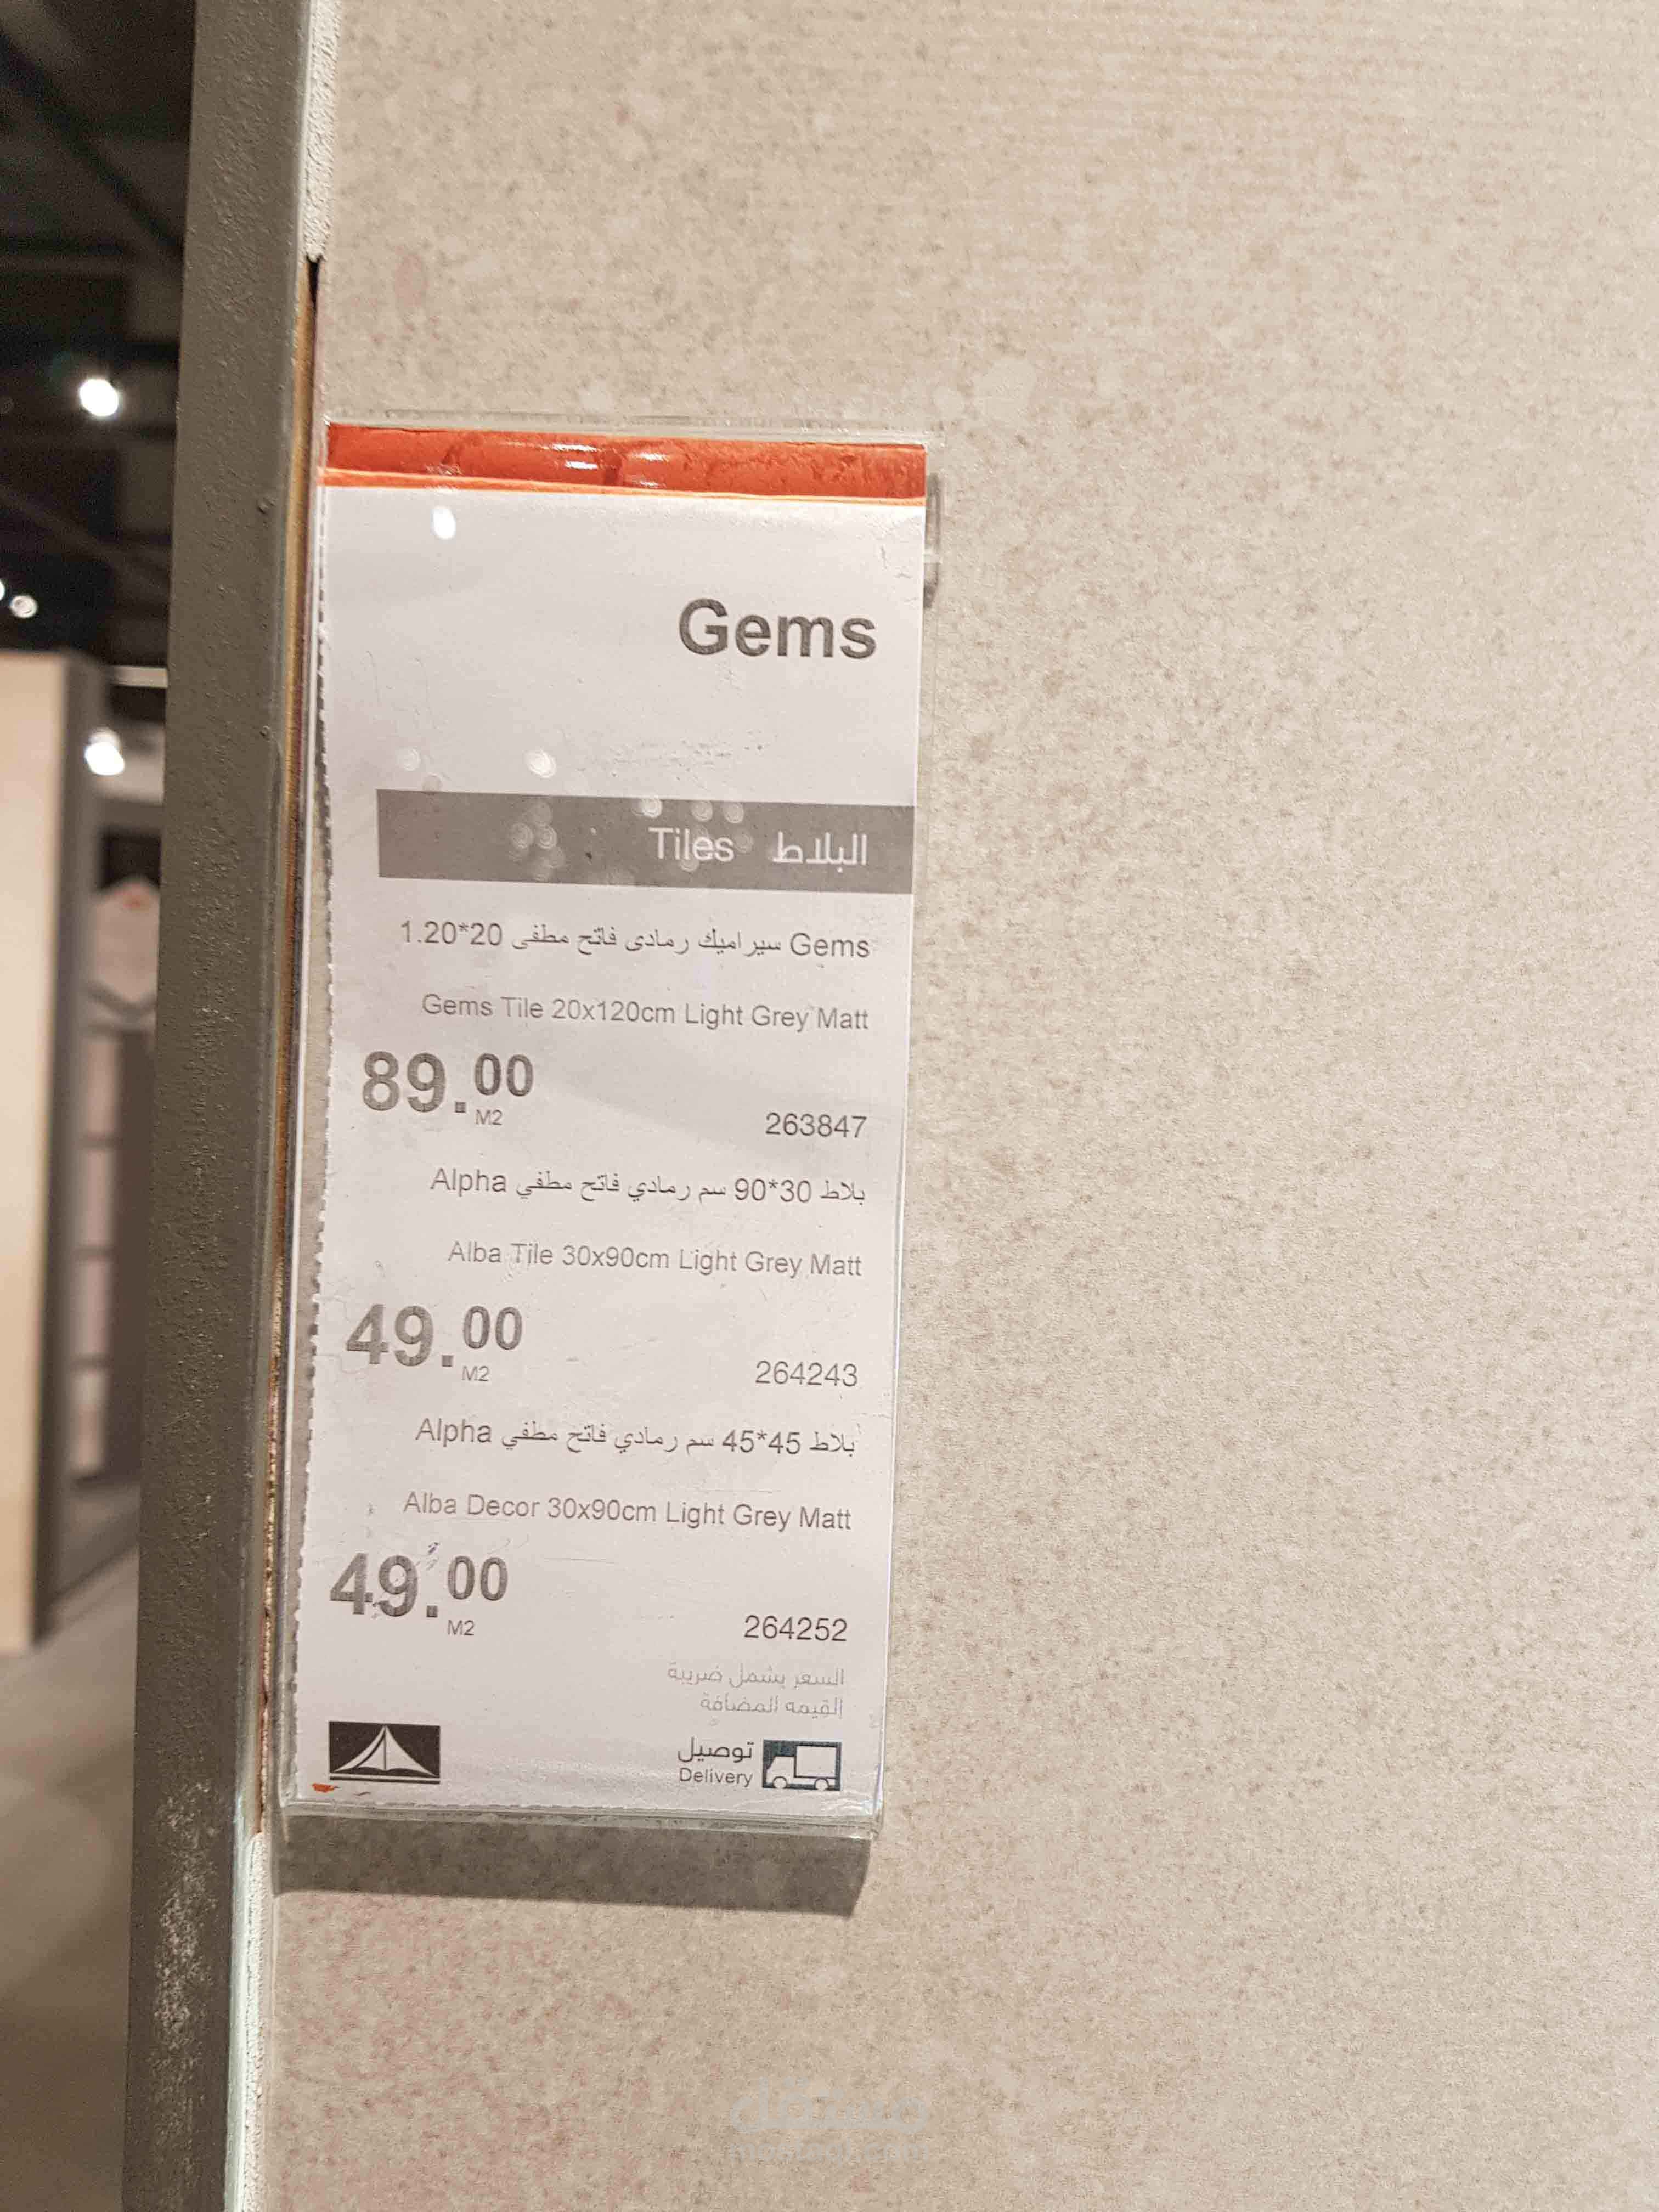 Gems
البلاط Tiles
Gems سيراميك رمادى فاتح مطفى 20*1.20
Gems Tile 20x120cm Light Grey Matt
89.00
M2
263847
بلاط 30*90 سم رمادي فاتح مطفي Alpha
Alba Tile 30x90cm Light Grey Matt
49.00
M2
264243
بلاط 45*45 سم رمادي فاتح مطفي Alpha
Alba Decor 30x90cm Light Grey Matt
49.00
M2
264252
السعر يشمل ضريبة
القيمه المضافة
توصيل
Delivery
مستقل
mostaql.com